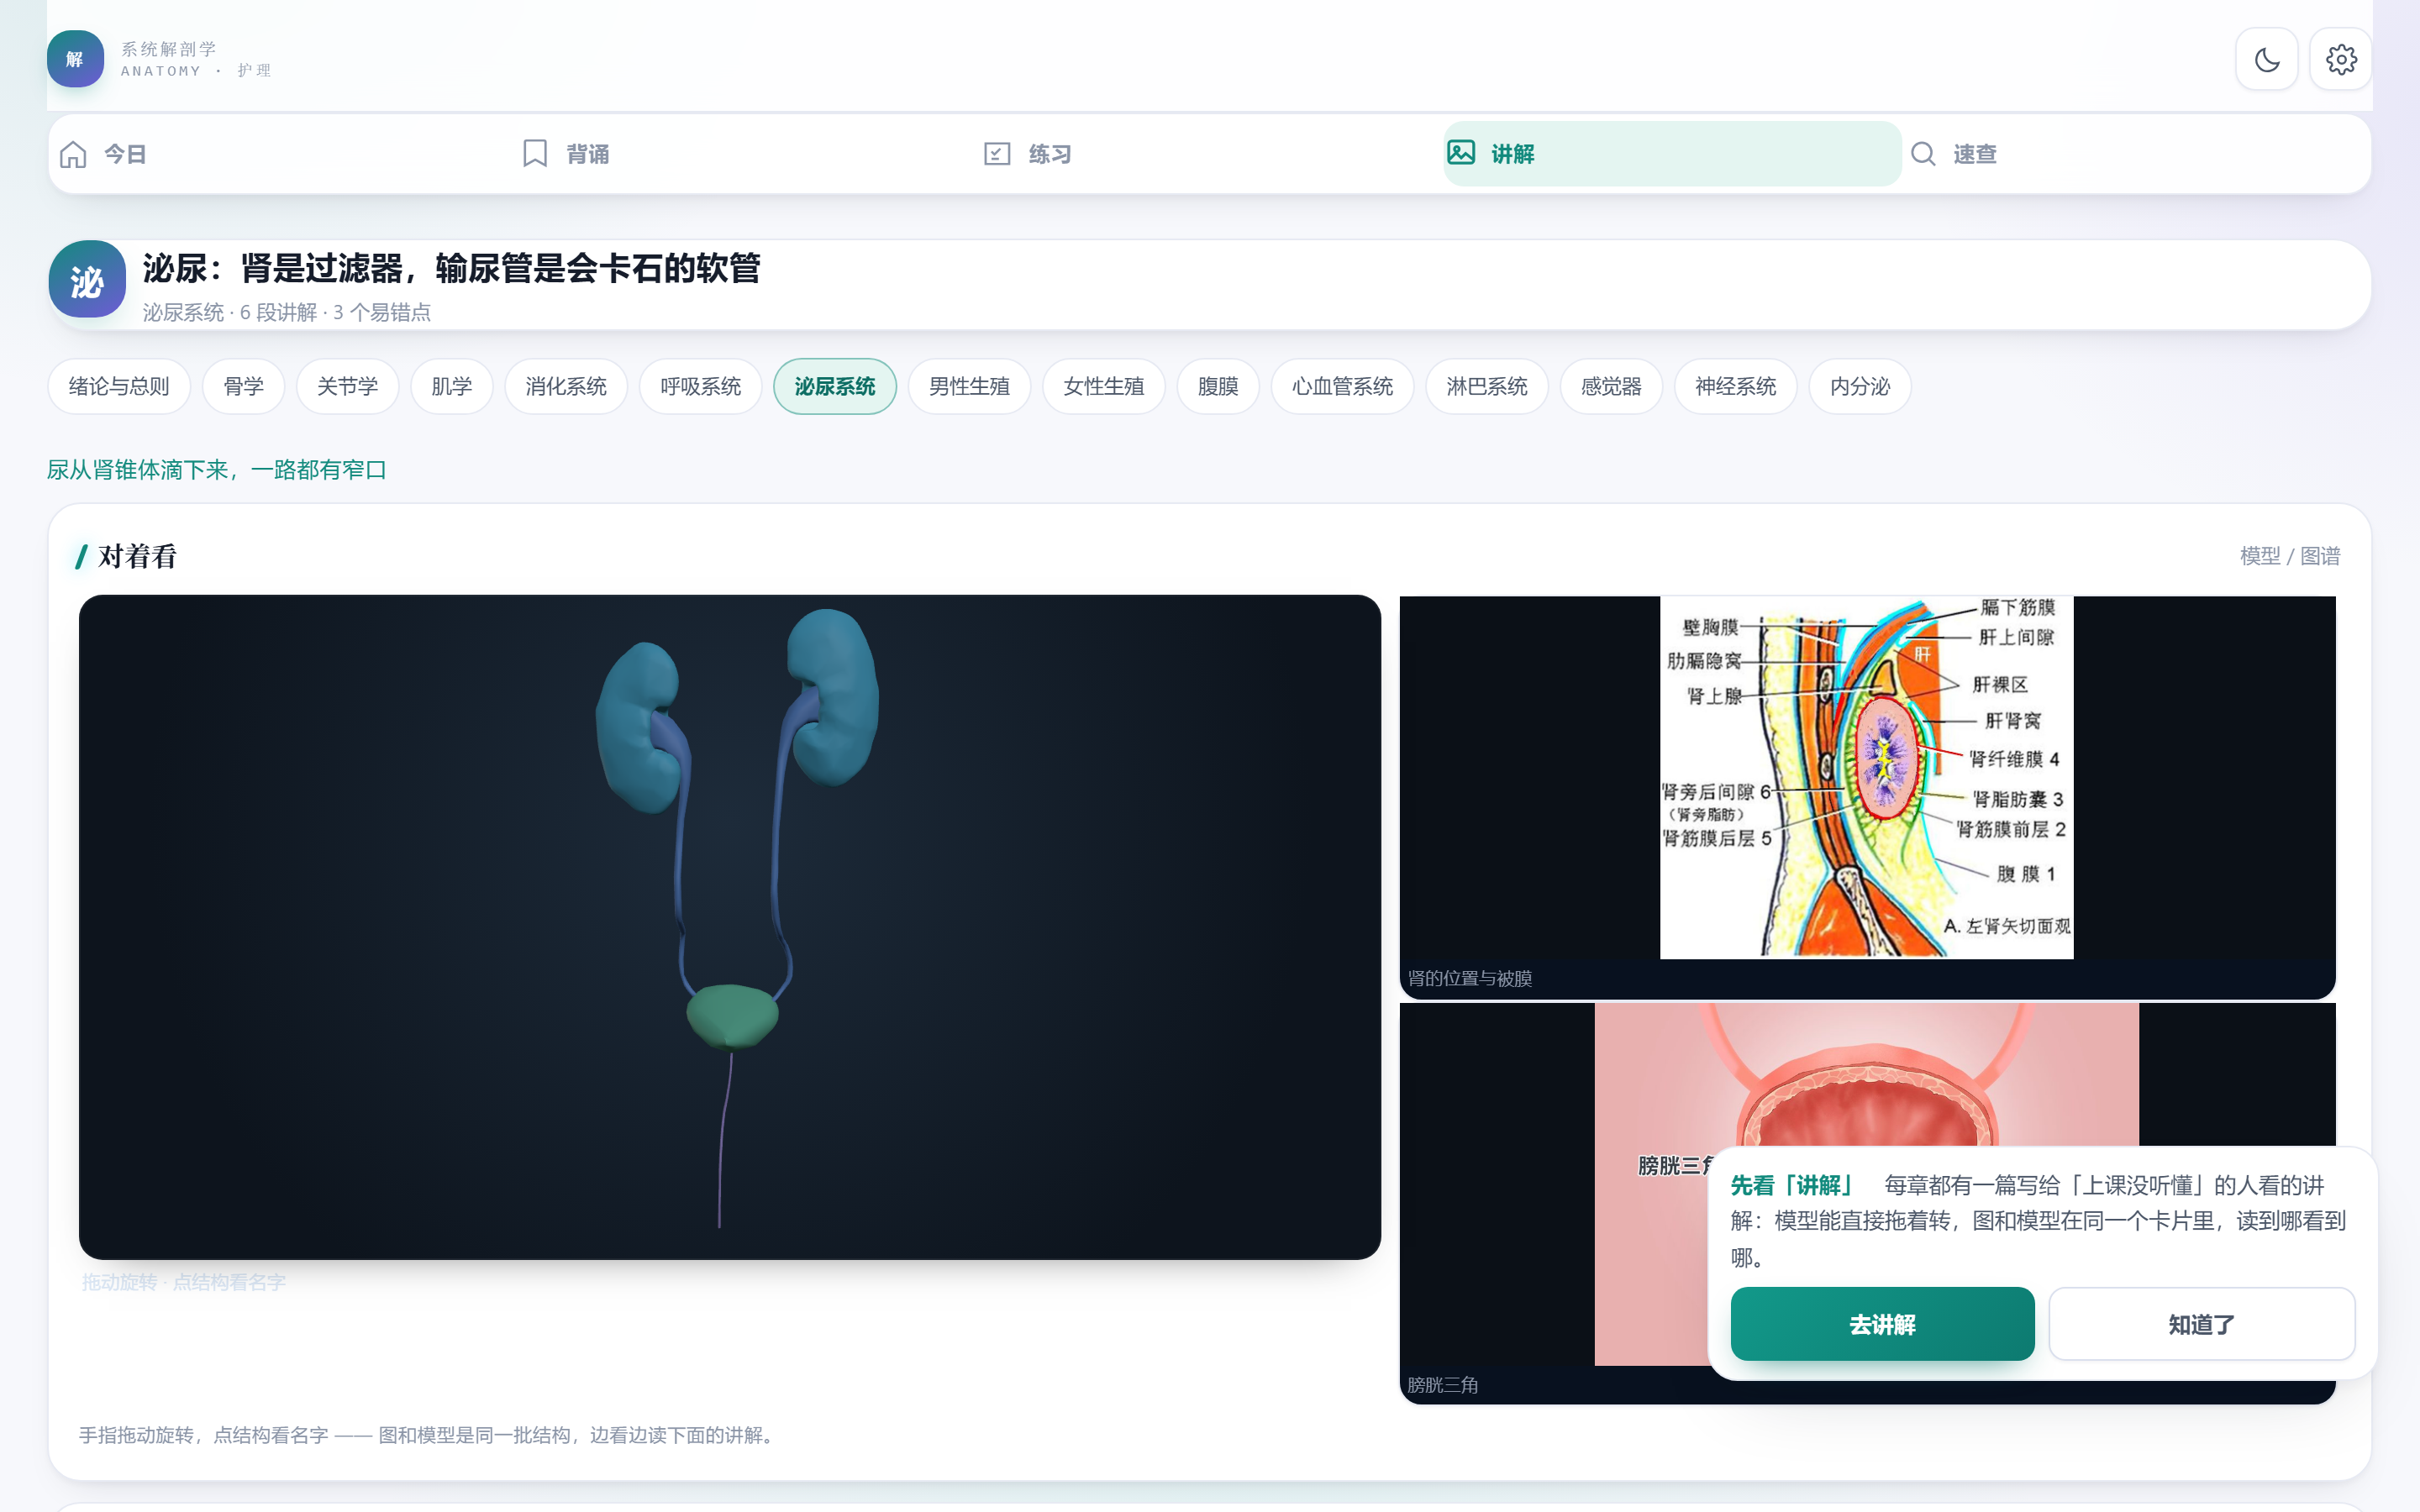 解
系统解剖学
ANATOMY · 护理
今日
背诵
练习
讲解
速查
泌
泌尿：肾是过滤器，输尿管是会卡石的软管
泌尿系统 · 6 段讲解 · 3 个易错点
绪论与总则
骨学
关节学
肌学
消化系统
呼吸系统
泌尿系统
男性生殖
女性生殖
腹膜
心血管系统
淋巴系统
感觉器
神经系统
内分泌
尿从肾锥体滴下来，一路都有窄口
对着看
模型 / 图谱
壁胸膜
肋膈隐窝
肾上腺
肾旁后间隙 6
（肾旁脂肪）
肾筋膜后层 5
膈下筋膜
肝上间隙
肝
肝裸区
肝肾窝
肾纤维膜 4
肾脂肪囊 3
肾筋膜前层 2
腹 膜 1
A. 左肾矢切面观
肾的位置与被膜
膀胱三
膀胱三角
拖动旋转 · 点结构看名字
手指拖动旋转，点结构看名字 —— 图和模型是同一批结构，边看边读下面的讲解。
先看「讲解」 每章都有一篇写给「上课没听懂」的人看的讲
解：模型能直接拖着转，图和模型在同一个卡片里，读到哪看到
哪。
去讲解
知道了